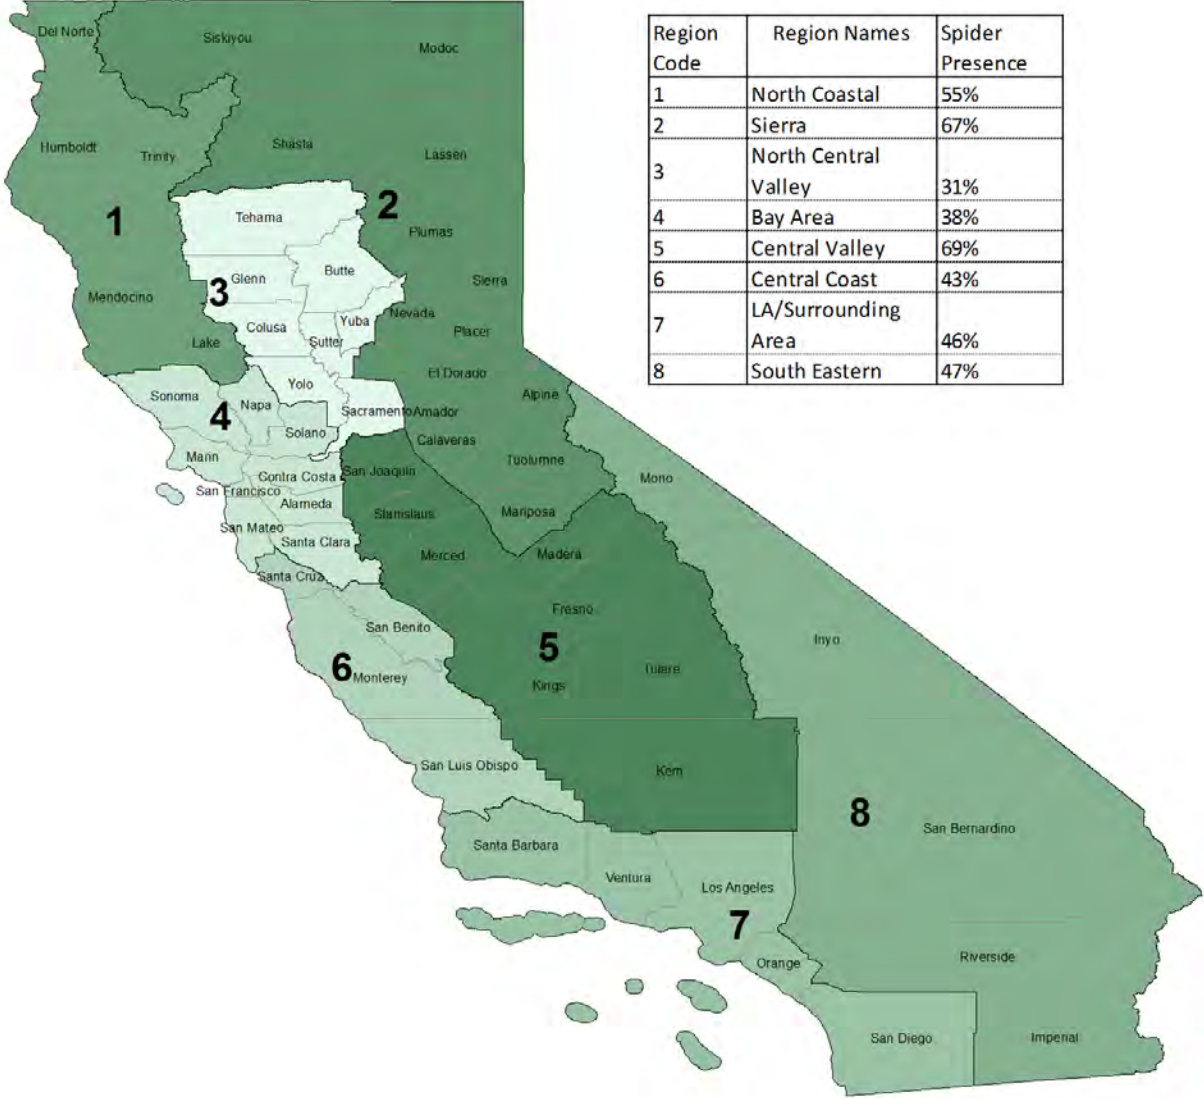 Region Code Region Names Spider Presence
1 North Coastal 55%
2 Sierra 67%
3 North Central Valley 31%
4 Bay Area 38%
5 Central Valley 69%
6 Central Coast 43%
7 LA/Surrounding Area 46%
8 South Eastern 47%
Del Norte
Siskiyou
Modoc
Humboldt
Trinity
Shasta
Lassen
1
2
Tehama
Plumas
Glenn
Butte
Sierra
3
Mendocino
Colusa
Yuba
Nevada
Lake
Sutter
Placer
Yolo
El Dorado
Sonoma
Napa
4
Sacramento
Amador
Alpine
Solano
Calaveras
Marin
Tuolumne
Contra Costa
San Joaquin
Mono
San Francisco
Alameda
Stanislaus
Mariposa
San Mateo
Santa Clara
Merced
Madera
Santa Cruz
Fresno
San Benito
5
Inyo
6
Monterey
Kings
Tulare
San Luis Obispo
Kern
8
San Bernardino
Santa Barbara
Ventura
Los Angeles
7
Orange
Riverside
San Diego
Imperial